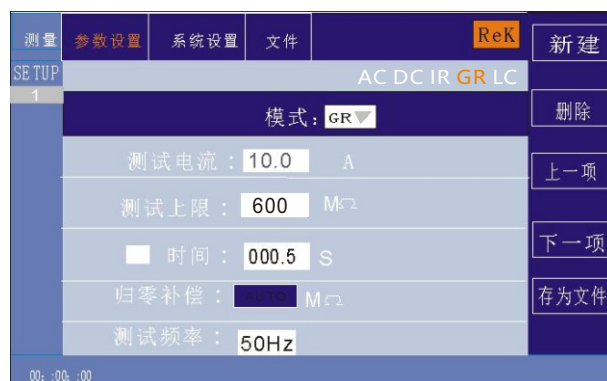 测量 参数设置 系统设置 文件 ReK 新建
SETUP AC DC IR GR LC
1
模式：GR 删除
测试电流： 10.0 A 上一项
测试上限： 600 MΩ
时间： 000.5 S 下一项
归零补偿： AUTO MΩ 存为文件
测试频率： 50Hz
00: :00: :00